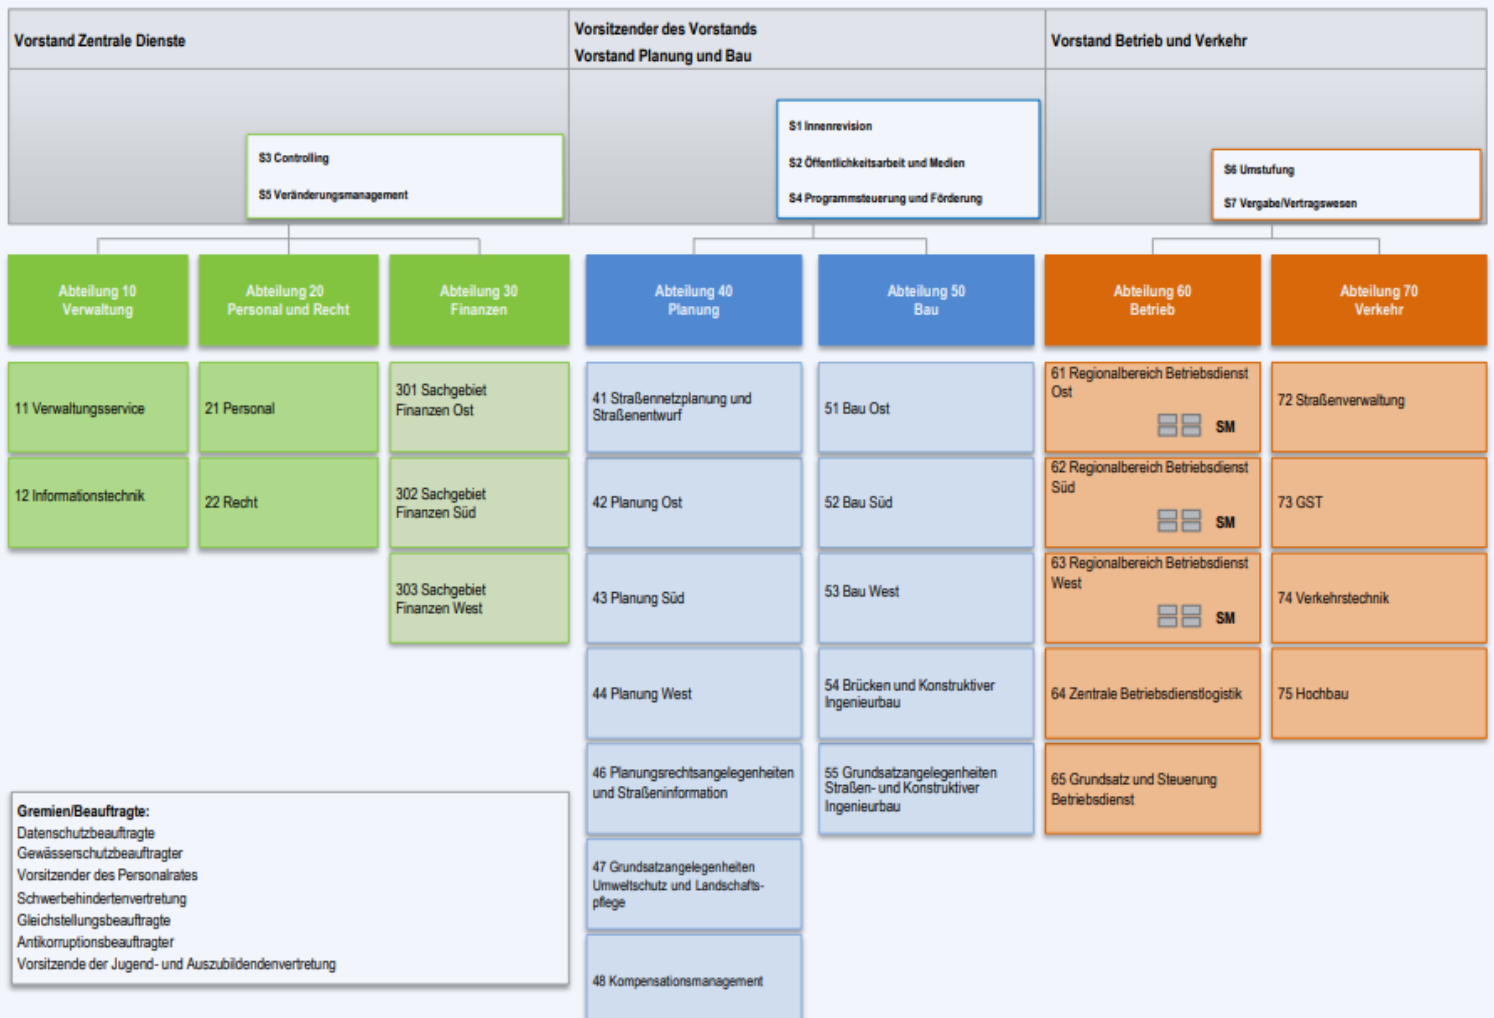 Vorstand Zentrale Dienste
Vorsitzender des Vorstands
Vorstand Planung und Bau
Vorstand Betrieb und Verkehr
S3 Controlling
S5 Veränderungsmanagement
S1 Innenrevision
S2 Öffentlichkeitsarbeit und Medien
S4 Programmsteuerung und Förderung
S6 Umstufung
S7 Vergabe/Vertragswesen
Abteilung 10
Verwaltung
Abteilung 20
Personal und Recht
Abteilung 30
Finanzen
Abteilung 40
Planung
Abteilung 50
Bau
Abteilung 60
Betrieb
Abteilung 70
Verkehr
11 Verwaltungsservice
12 Informationstechnik
21 Personal
22 Recht
301 Sachgebiet
Finanzen Ost
302 Sachgebiet
Finanzen Süd
303 Sachgebiet
Finanzen West
41 Straßennetzplanung und
Straßenentwurf
42 Planung Ost
43 Planung Süd
44 Planung West
46 Planungsrechtsangelegenheiten
und Straßeninformation
47 Grundsatzangelegenheiten
Umweltschutz und Landschafts-
pflege
48 Kompensationsmanagement
51 Bau Ost
52 Bau Süd
53 Bau West
54 Brücken und Konstruktiver
Ingenieurbau
55 Grundsatzangelegenheiten
Straßen- und Konstruktiver
Ingenieurbau
61 Regionalbereich Betriebsdienst
Ost
SM
62 Regionalbereich Betriebsdienst
Süd
SM
63 Regionalbereich Betriebsdienst
West
SM
64 Zentrale Betriebsdienstlogistik
65 Grundsatz und Steuerung
Betriebsdienst
72 Straßenverwaltung
73 GST
74 Verkehrstechnik
75 Hochbau
Gremien/Beauftragte:
Datenschutzbeauftragte
Gewässerschutzbeauftragter
Vorsitzender des Personalrates
Schwerbehindertenvertretung
Gleichstellungsbeauftragte
Antikorruptionsbeauftragter
Vorsitzende der Jugend- und Auszubildendenvertretung